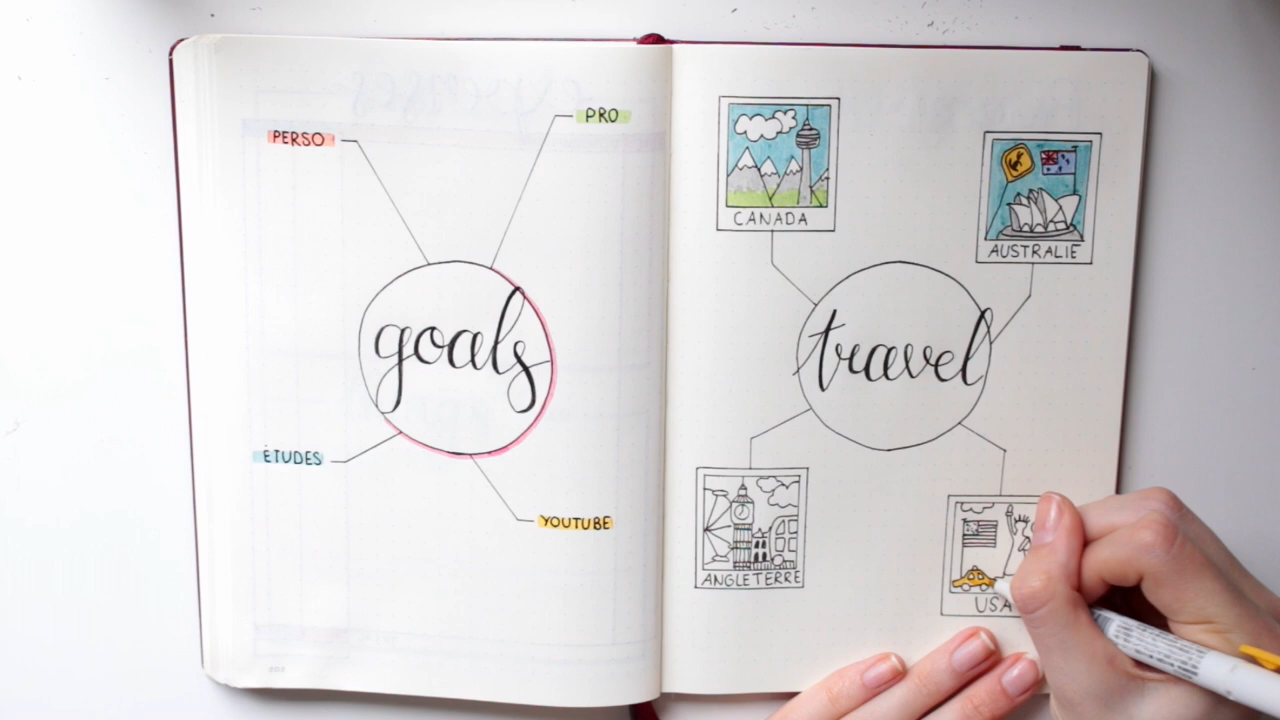 PERSO
PRO
goals
ÉTUDES
YOUTUBE
CANADA
AUSTRALIE
travel
ANGLETERRE
USA